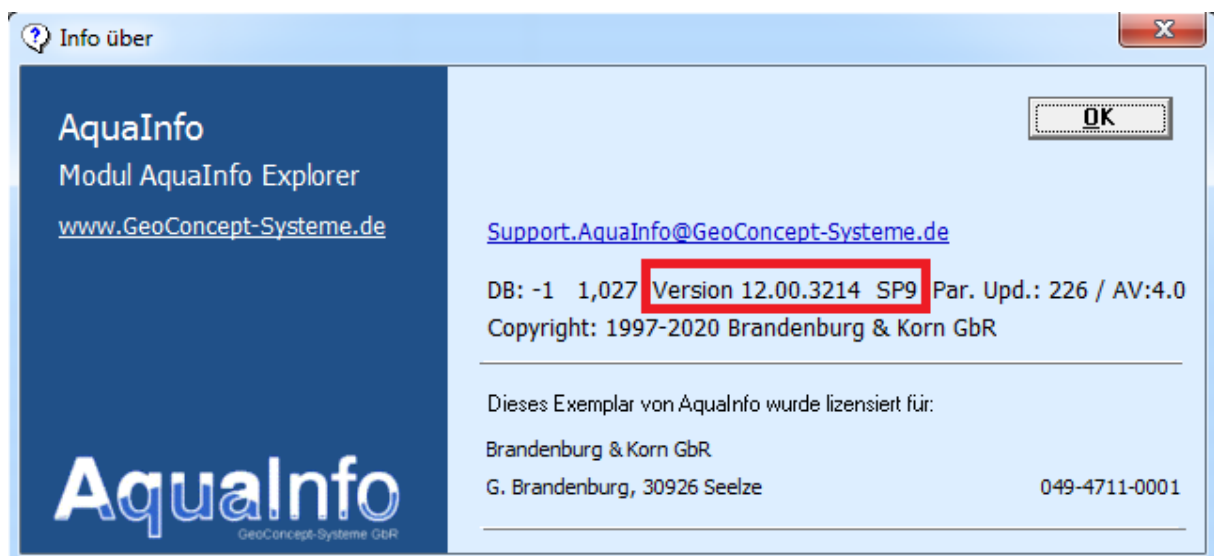 Info über
x
AquaInfo
Modul AquaInfo Explorer
www.GeoConcept-Systeme.de
AquaInfo
GeoConcept-Systeme GbR
OK
Support.AquaInfo@GeoConcept-Systeme.de
DB: -1 1,027 Version 12.00.3214 SP9 Par. Upd.: 226 / AV:4.0
Copyright: 1997-2020 Brandenburg & Korn GbR
Dieses Exemplar von AquaInfo wurde lizensiert für:
Brandenburg & Korn GbR
G. Brandenburg, 30926 Seelze 049-4711-0001